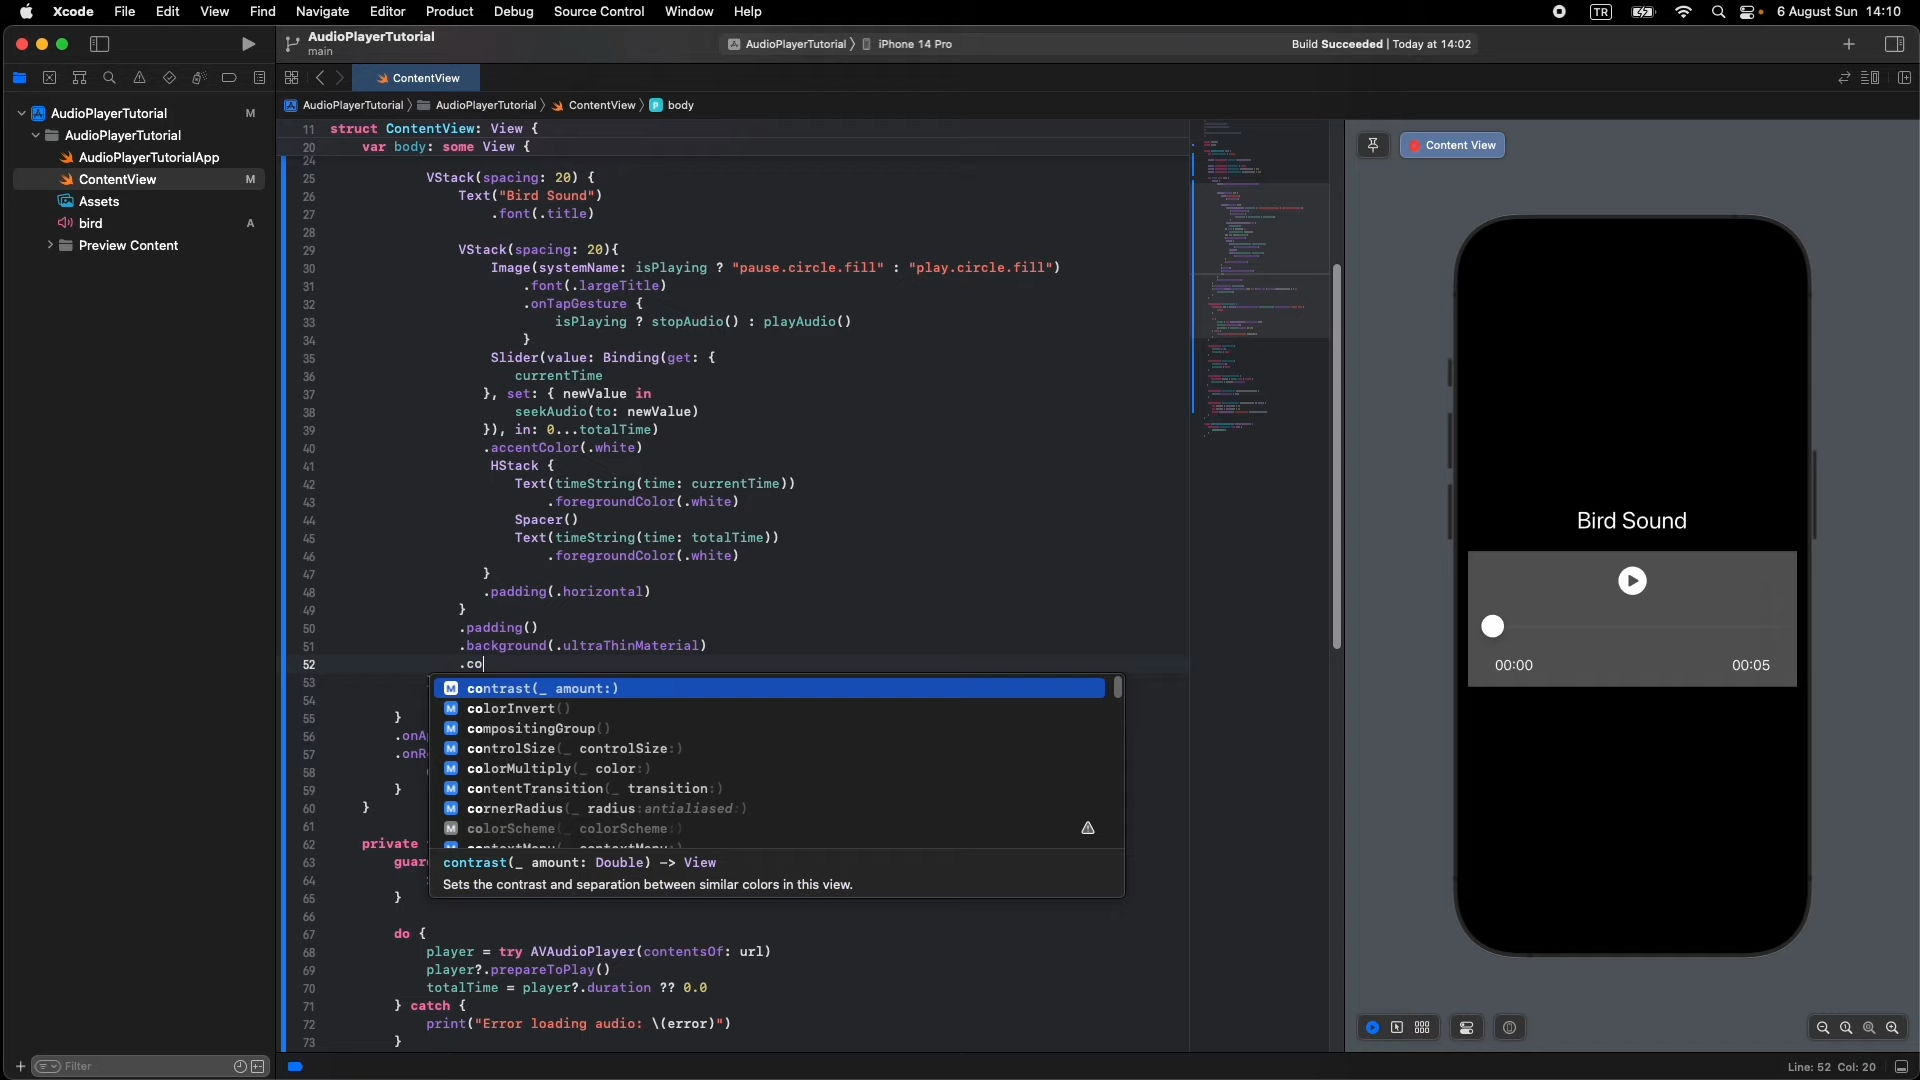 Xcode File Edit View Find Navigate Editor Product Debug Source Control Window Help
TR 6 August Sun 14:10
AudioPlayerTutorial
main
AudioPlayerTutorial 〉 iPhone 14 Pro
Build Succeeded | Today at 14:02
ContentView
AudioPlayerTutorial 〉 AudioPlayerTutorial 〉 ContentView 〉 P body
AudioPlayerTutorial M
AudioPlayerTutorial
AudioPlayerTutorialApp
ContentView M
Assets
bird A
Preview Content
11 struct ContentView: View {
20 var body: some View {
24
25 VStack(spacing: 20) {
26 Text("Bird Sound")
27 .font(.title)
28
29 VStack(spacing: 20){
30 Image(systemName: isPlaying ? "pause.circle.fill" : "play.circle.fill")
31 .font(.largeTitle)
32 .onTapGesture {
33 isPlaying ? stopAudio() : playAudio()
34 }
35 Slider(value: Binding(get: {
36 currentTime
37 }, set: { newValue in
38 seekAudio(to: newValue)
39 }), in: 0...totalTime)
40 .accentColor(.white)
41 HStack {
42 Text(timeString(time: currentTime))
43 .foregroundColor(.white)
44 Spacer()
45 Text(timeString(time: totalTime))
46 .foregroundColor(.white)
47 }
48 .padding(.horizontal)
49 }
50 .padding()
51 .background(.ultraThinMaterial)
52 .co
53
54
55 }
56 .onA
57 .onR
58
59 }
60 }
61
62 private
63 guar
64
65 }
66
67 do {
68 player = try AVAudioPlayer(contentsOf: url)
69 player?.prepareToPlay()
70 totalTime = player?.duration ?? 0.0
71 } catch {
72 print("Error loading audio: \(error)")
73 }
M contrast(_ amount:)
M colorInvert()
M compositingGroup()
M controlSize(_ controlSize:)
M colorMultiply(_ color:)
M contentTransition(_ transition:)
M cornerRadius(_ radius:antialiased:)
M colorScheme(_ colorScheme:)
contrast(_ amount: Double) -> View
Sets the contrast and separation between similar colors in this view.
Content View
Bird Sound
00:00 00:05
Filter
Line: 52 Col: 20